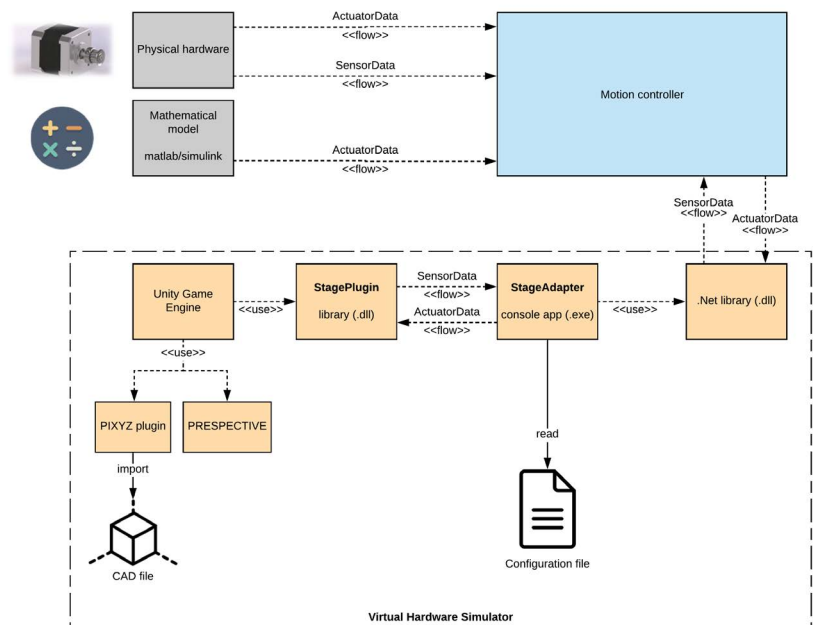 ActuatorData
<<flow>>
Physical hardware
SensorData
<<flow>>
Motion controller
Mathematical
model
matlab/simulink
ActuatorData
<<flow>>
SensorData
<<flow>>
ActuatorData
<<flow>>
Unity Game
Engine
<<use>>
StagePlugin
library (.dll)
SensorData
<<flow>>
ActuatorData
<<flow>>
StageAdapter
console app (.exe)
<<use>>
.Net library (.dll)
<<use>>
PIXYZ plugin
PRESPECTIVE
import
read
CAD file
Configuration file
Virtual Hardware Simulator